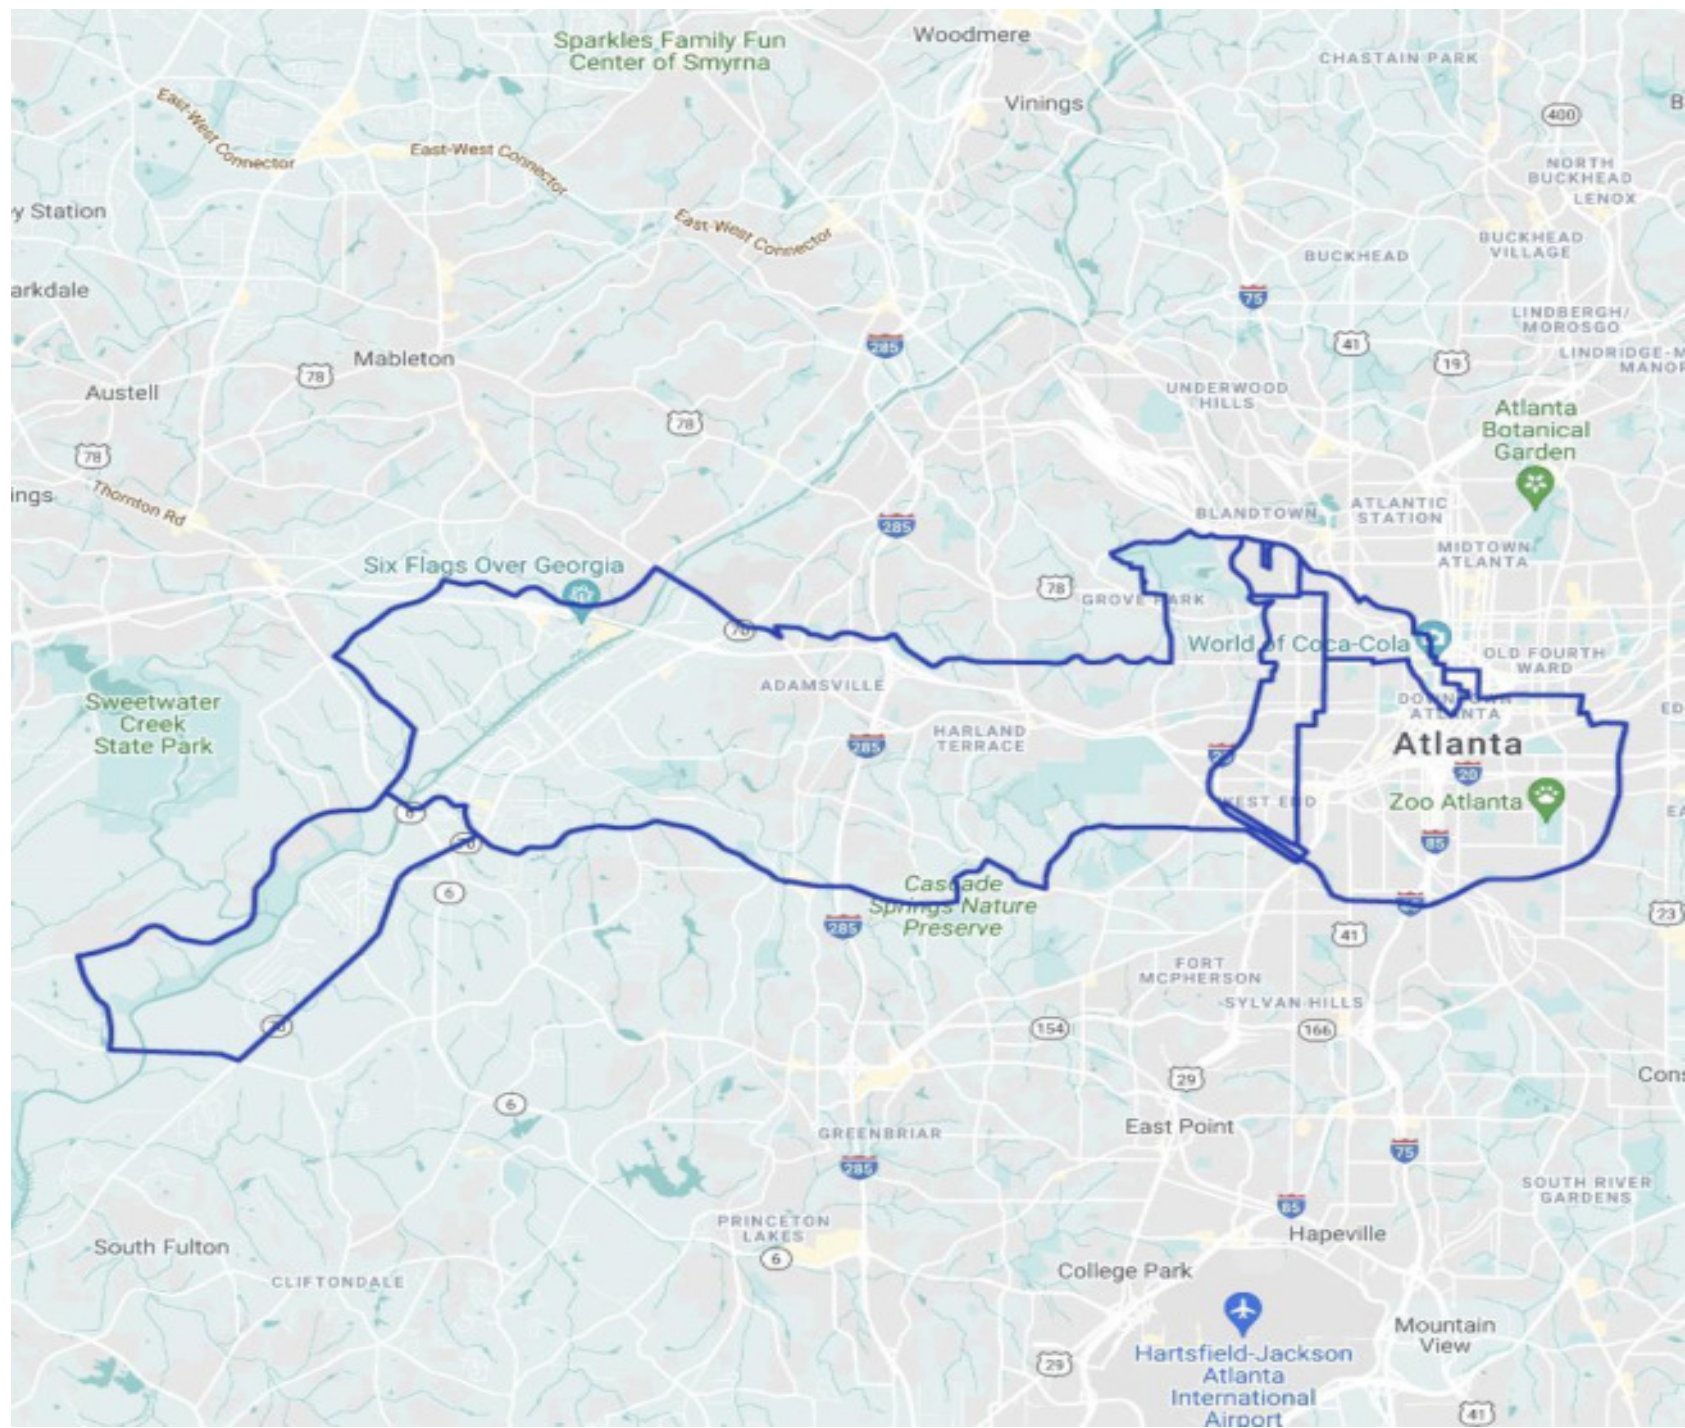 Sparkles Family Fun
Center of Smyrna
Woodmere
CHASTAIN PARK
Vinings
400
East-West Connector
East-West Connector
NORTH
BUCKHEAD
LENOX
y Station
East-West Connector
BUCKHEAD
VILLAGE
BUCKHEAD
arkdale
75
LINDBERGH/
MOROSGO
285
41
19
LINDRIDGE-M
MANOR
Mableton
78
Austell
UNDERWOOD
HILLS
78
Atlanta
Botanical
Garden
78
ings
Thornton Rd
BLANDTOWN
ATLANTIC
STATION
285
MIDTOWN
ATLANTA
Six Flags Over Georgia
78
GROVE PARK
70
World of Coca-Cola
OLD FOURTH
WARD
ADAMSVILLE
Sweetwater
Creek
State Park
DOWNTOWN
ATLANTA
HARLAND
TERRACE
285
Atlanta
20
WEST END
Zoo Atlanta
6
70
85
6
Cascade
Springs Nature
Preserve
285
23
41
FORT
MCPHERSON
SYLVAN HILLS
70
154
166
29
Cons
6
East Point
GREENBRIAR
285
75
SOUTH RIVER
GARDENS
85
PRINCETON
LAKES
Hapeville
South Fulton
6
CLIFTONDALE
College Park
Mountain
View
Hartsfield-Jackson
Atlanta
International
Airport
29
41